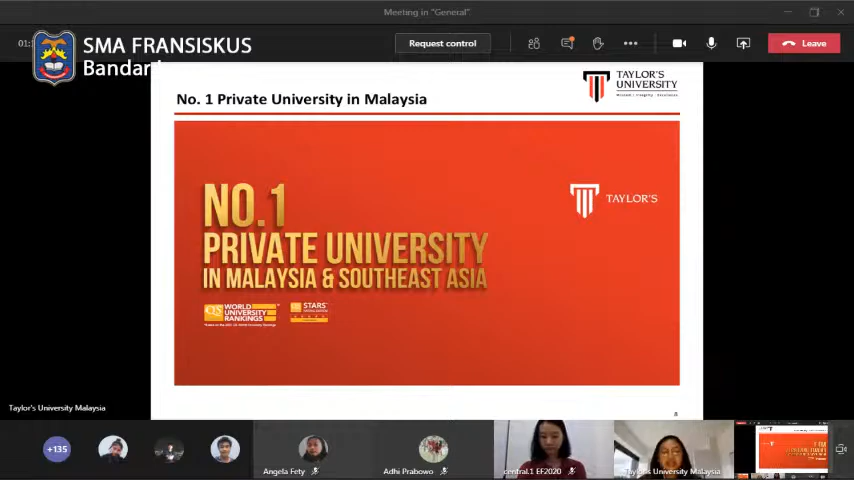 Meeting in "General"
SMA FRANSISKUS
Request control
Leave
TAYLOR'S
UNIVERSITY
No. 1 Private University in Malaysia
NO.1
TAYLOR'S
PRIVATE UNIVERSITY
IN MALAYSIA & SOUTHEAST ASIA
QS WORLD
UNIVERSITY
RANKINGS
STARS
Taylor's University Malaysia
8
+135
Angela Fety
Adhi Prabowo
central.1 EF2020
Taylor's University Malaysia